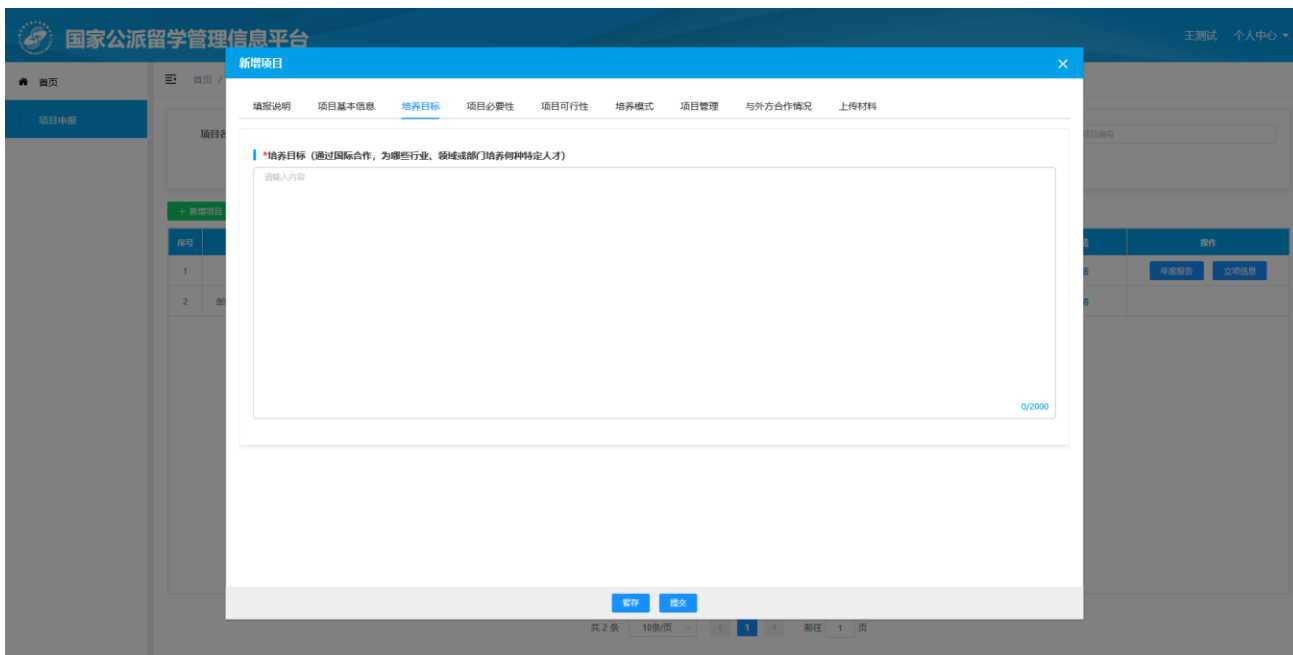 国家公派留学管理信息平台
王测试 个人中心
首页
项目申报
首页 /
新增项目
填报说明 项目基本信息 培养目标 项目必要性 项目可行性 培养模式 项目管理 与外方合作情况 上传材料
项目名
项目编号
*培养目标（通过国际合作，为哪些行业、领域或部门培养何种特定人才）
请输入内容
0/2000
+ 新增项目
序号 操作
1 年度报告 立项信息
2 创
暂存 提交
共 2 条 10条/页 < 1 > 前往 1 页